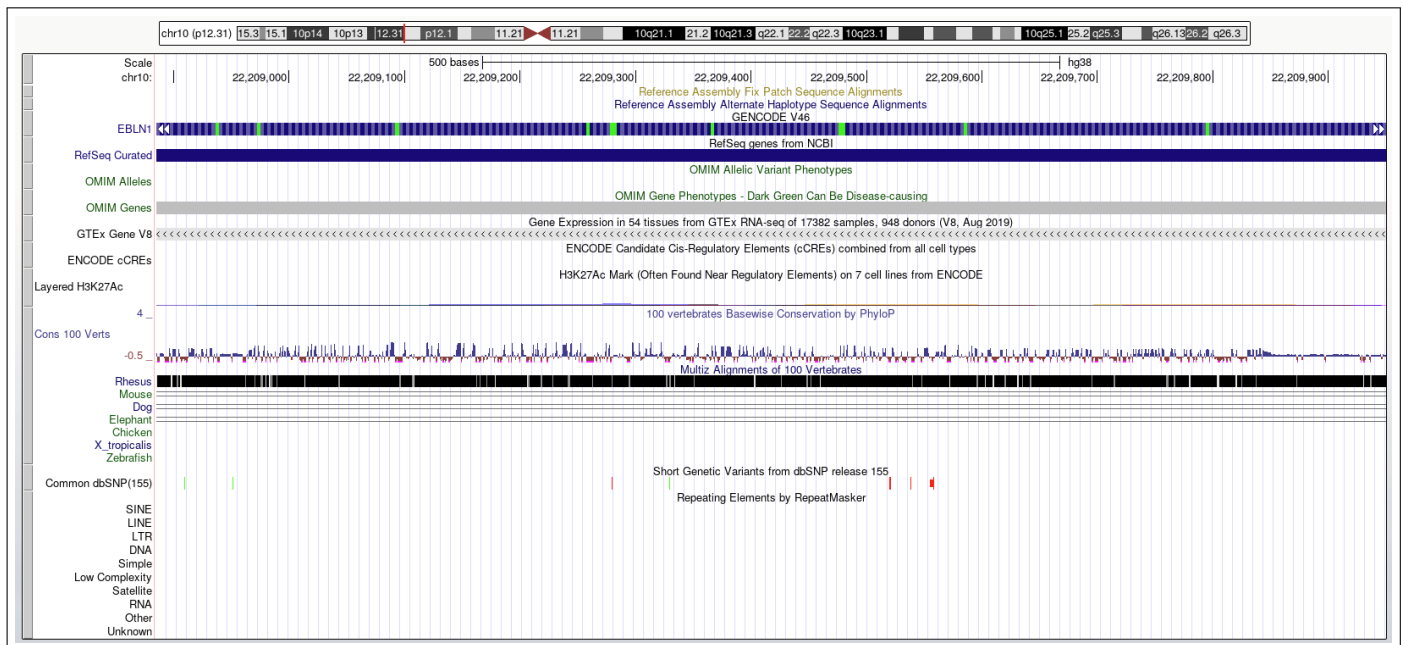 chr10 (p12.31) 15.3 15.1 10p14 10p13 12.31 p12.1 11.21 11.21 10q21.1 21.2 10q21.3 q22.1 22.2 q22.3 10q23.1 10q25.1 25.2 q25.3 q26.13 26.2 q26.3
Scale 500 bases hg38
chr10: 22,209,000 22,209,100 22,209,200 22,209,300 22,209,400 22,209,500 22,209,600 22,209,700 22,209,800 22,209,900
Reference Assembly Fix Patch Sequence Alignments
Reference Assembly Alternate Haplotype Sequence Alignments
GENCODE V46
EBLN1
RefSeq genes from NCBI
RefSeq Curated
OMIM Allelic Variant Phenotypes
OMIM Alleles
OMIM Gene Phenotypes - Dark Green Can Be Disease-causing
OMIM Genes
Gene Expression in 54 tissues from GTEx RNA-seq of 17382 samples, 948 donors (V8, Aug 2019)
GTEx Gene V8
ENCODE Candidate Cis-Regulatory Elements (cCREs) combined from all cell types
ENCODE cCREs
H3K27Ac Mark (Often Found Near Regulatory Elements) on 7 cell lines from ENCODE
Layered H3K27Ac
4 _ 100 vertebrates Basewise Conservation by PhyloP
Cons 100 Verts
-0.5 _
Multiz Alignments of 100 Vertebrates
Rhesus
Mouse
Dog
Elephant
Chicken
X_tropicalis
Zebrafish
Short Genetic Variants from dbSNP release 155
Common dbSNP(155)
Repeating Elements by RepeatMasker
SINE
LINE
LTR
DNA
Simple
Low Complexity
Satellite
RNA
Other
Unknown